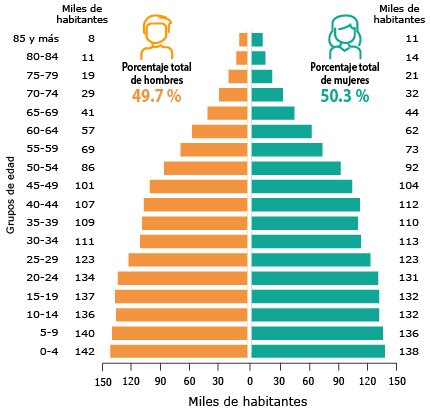 Miles de
habitantes
Miles de
habitantes
Porcentaje total
de hombres
49.7 %
Porcentaje total
de mujeres
50.3 %
Grupos de edad
85 y más 8 11
80-84 11 14
75-79 19 21
70-74 29 32
65-69 41 44
60-64 57 62
55-59 69 73
50-54 86 92
45-49 101 104
40-44 107 112
35-39 109 110
30-34 111 113
25-29 123 123
20-24 134 131
15-19 137 132
10-14 136 132
5-9 140 136
0-4 142 138
150 120 90 60 30 0 30 60 90 120 150
Miles de habitantes